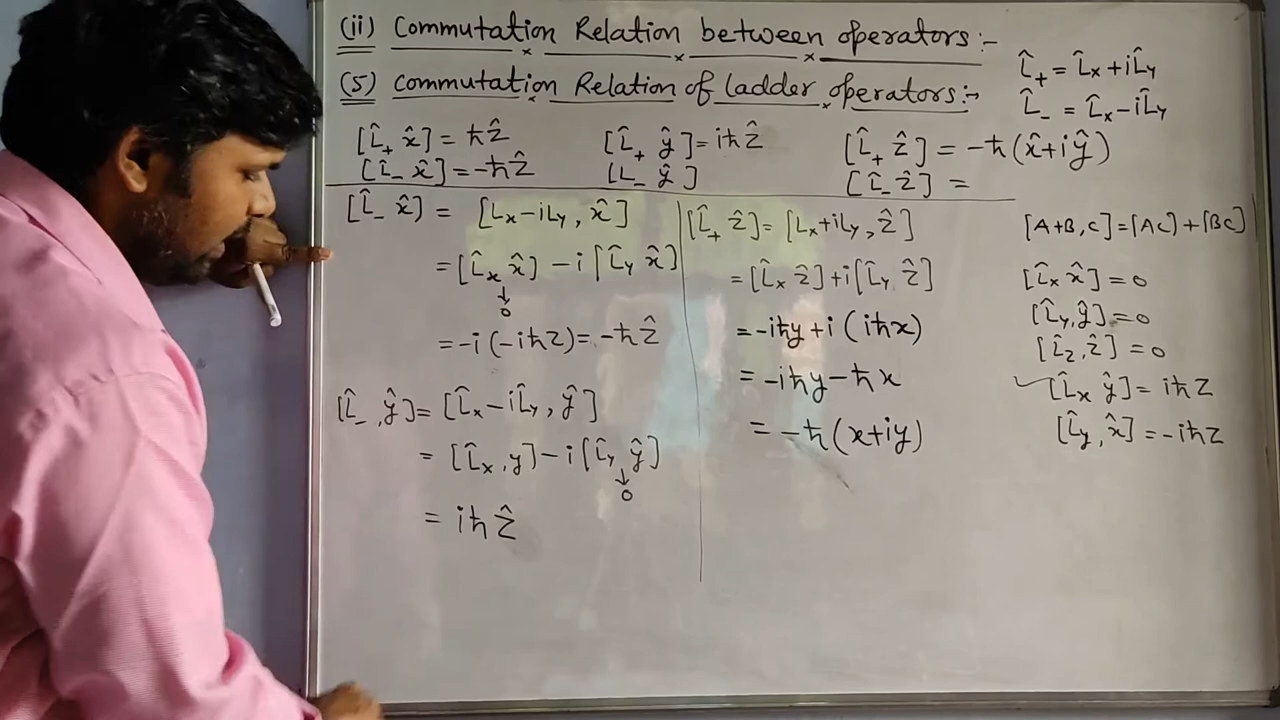 (ii) Commutation Relation between operators:-
(5) Commutation Relation of ladder operators:-
L̂₊ = L̂x + iL̂y
L̂₋ = L̂x − iL̂y
[L̂₊ x̂] = ℏẑ
[L̂₊ ŷ] = iℏẑ
[L̂₊ ẑ] = −ℏ(x̂+iŷ)
[L̂₋ x̂] = −ℏẑ
[L₋ ŷ]
[L̂₋ ẑ] =
[L̂₋ x̂] = [Lx−iLy, x̂]
= [L̂x x̂] − i[L̂y x̂]
↓
0
= −i(−iℏz) = −ℏẑ
[L̂₋, ŷ] = [L̂x−iL̂y, ŷ]
= [L̂x, y] − i[L̂y ŷ]
↓
0
= iℏẑ
[L̂₊ ẑ] = [Lx+iLy, ẑ]
= [L̂x ẑ] + i[L̂y ẑ]
= −iℏy + i(iℏx)
= −iℏy − ℏx
= −ℏ(x+iy)
[A+B, C] = [AC] + [BC]
[L̂x x̂] = 0
[L̂y, ŷ] = 0
[L̂z, ẑ] = 0
✓[L̂x ŷ] = iℏz
[L̂y, x̂] = −iℏz